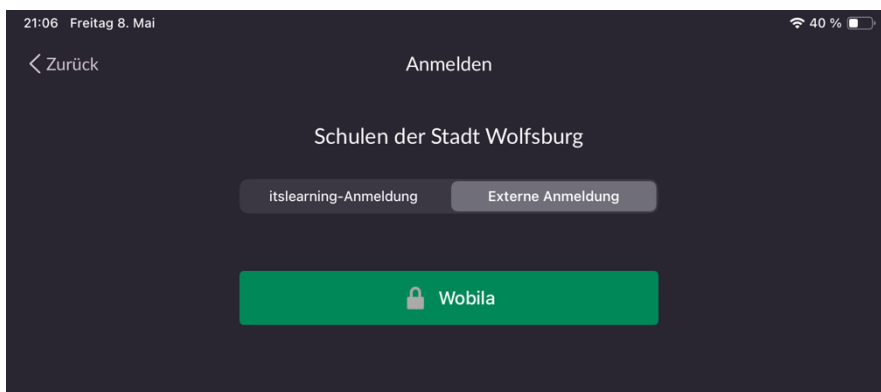 21:06 Freitag 8. Mai 40 %
Zurück Anmelden
Schulen der Stadt Wolfsburg
itslearning-Anmeldung Externe Anmeldung
Wobila